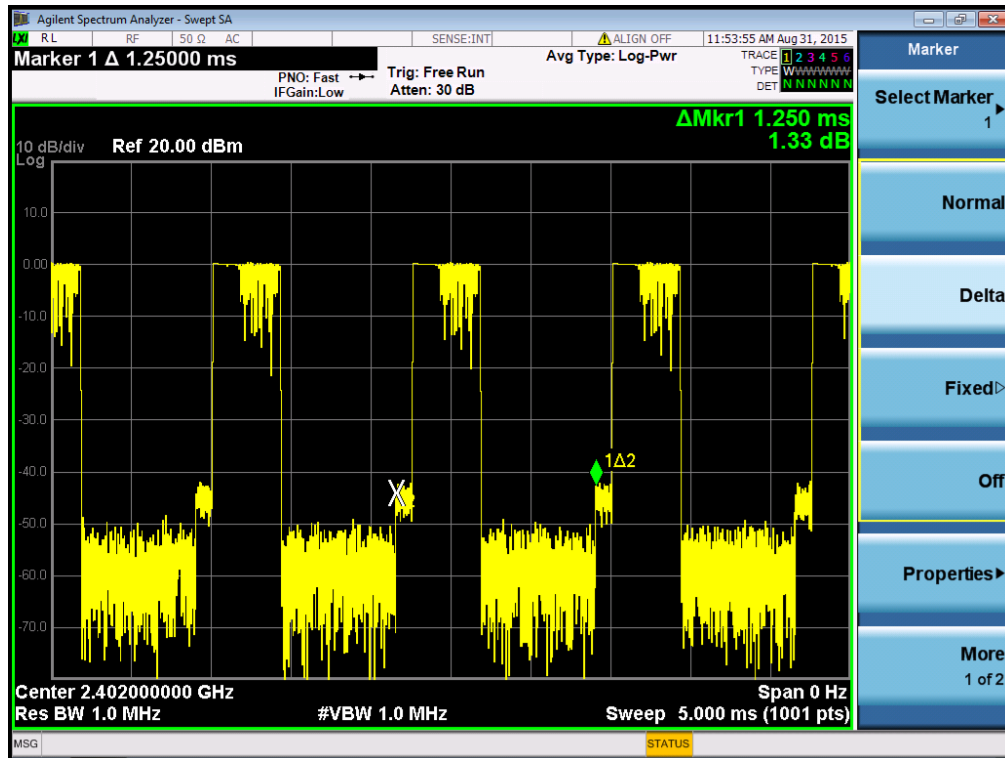 Agilent Spectrum Analyzer - Swept SA
LXI RL RF 50 Ω AC SENSE:INT ALIGN OFF 11:53:55 AM Aug 31, 2015
Marker 1 Δ 1.25000 ms
PNO: Fast
IFGain:Low
Trig: Free Run
Atten: 30 dB
Avg Type: Log-Pwr
TRACE 1 2 3 4 5 6
TYPE WWWWWW
DET N N N N N N
ΔMkr1 1.250 ms
1.33 dB
10 dB/div Ref 20.00 dBm
Log
10.0
0.00
-10.0
-20.0
-30.0
-40.0
-50.0
-60.0
-70.0
1Δ2
Center 2.402000000 GHz Span 0 Hz
Res BW 1.0 MHz #VBW 1.0 MHz Sweep 5.000 ms (1001 pts)
MSG STATUS
Marker
Select Marker
1
Normal
Delta
Fixed
Off
Properties
More
1 of 2